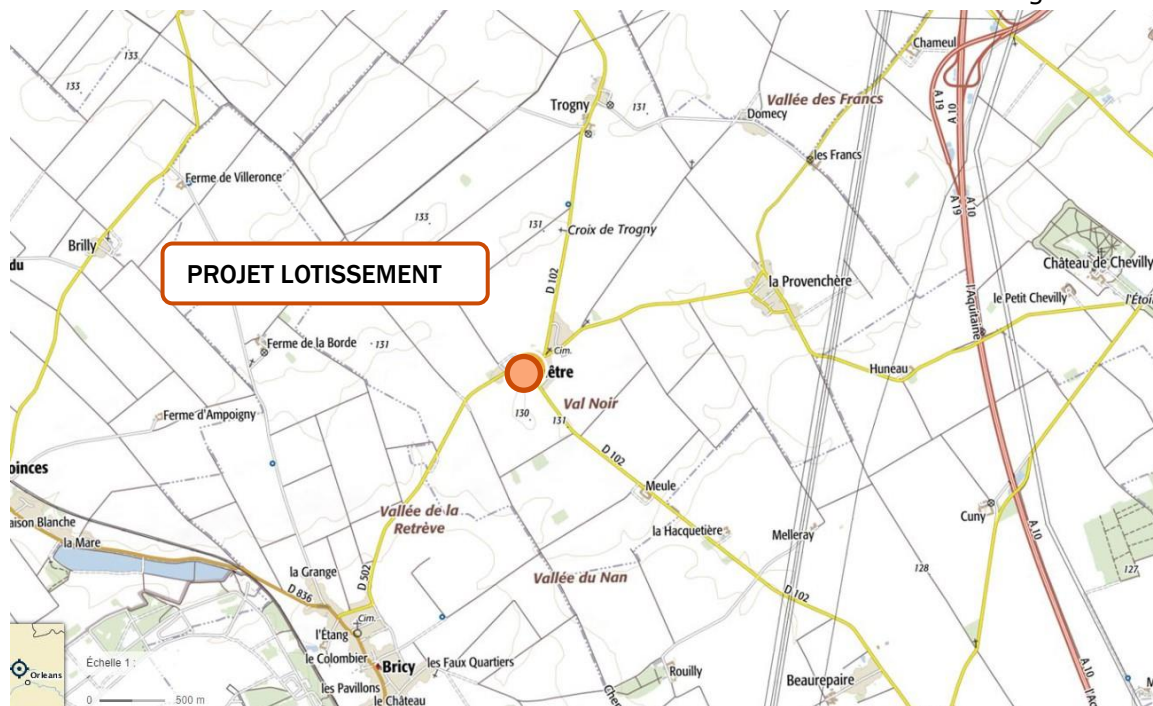 g
Chameul
133
133
Trogny
131
Vallée des Francs
Domecy
A 19
A 10
les Francs
Ferme de Villeronce
133
131
Croix de Trogny
A 19
A 10
Brilly
du
PROJET LOTISSEMENT
D 102
la Provenchère
Château de Chevilly
le Petit Chevilly
l'Étoil
l'Aquitaine
Ferme de la Borde
131
Cim.
être
Huneau
130
Val Noir
131
Ferme d'Ampoigny
D 102
oinces
Meule
aison Blanche
Vallée de la
Retrève
la Hacquetière
Melleray
Cuny
la Mare
A 10
la Grange
D 502
Vallée du Nan
128
127
D 836
D 102
Cim.
l'Étang
le Colombier
Bricy
les Faux Quartiers
Rouilly
Beaurepaire
A 10
Échelle 1 :
Orleans
les Pavillons
le Château
Che
l'A
M
0
500 m